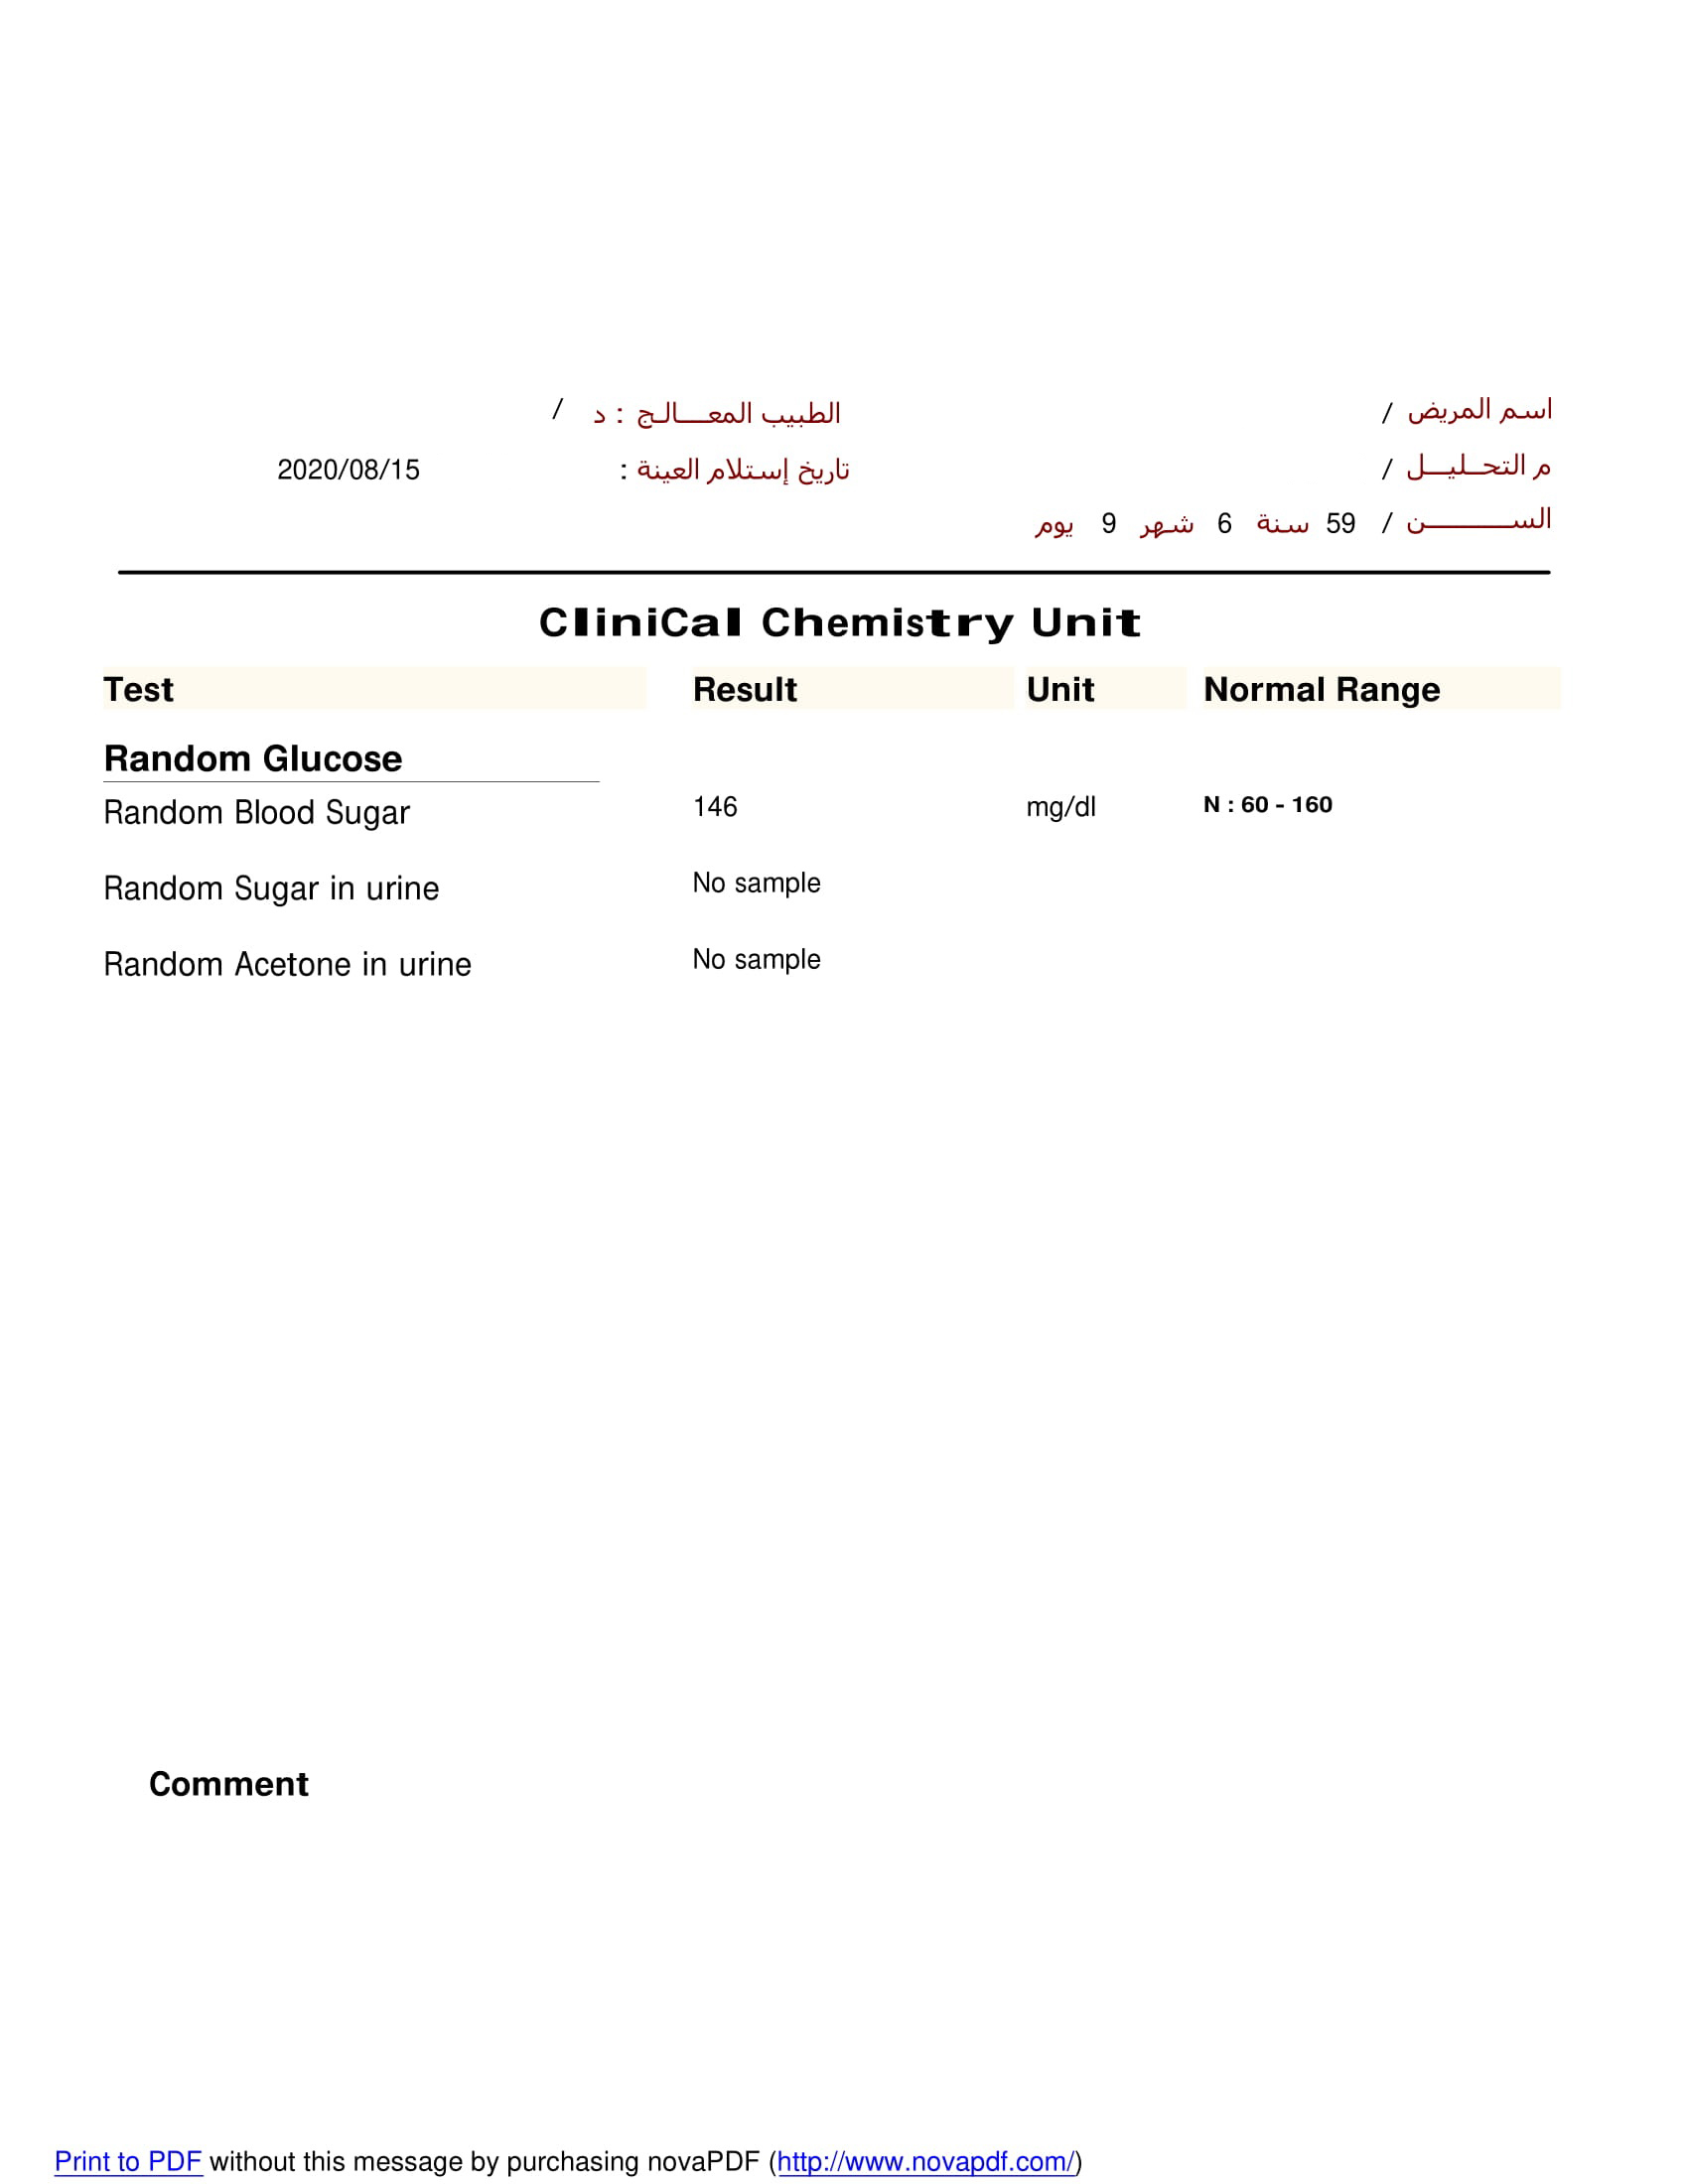 اسم المريض /
الطبيب المعـــالـج : د /
م التحـليـــل /
تاريخ إستلام العينة : 2020/08/15
الســـــــــن / 59 سنة 6 شهر 9 يوم
CliniCal Chemistry Unit
Test Result Unit Normal Range
Random Glucose
Random Blood Sugar 146 mg/dl N : 60 - 160
Random Sugar in urine No sample
Random Acetone in urine No sample
Comment
Print to PDF without this message by purchasing novaPDF (http://www.novapdf.com/)